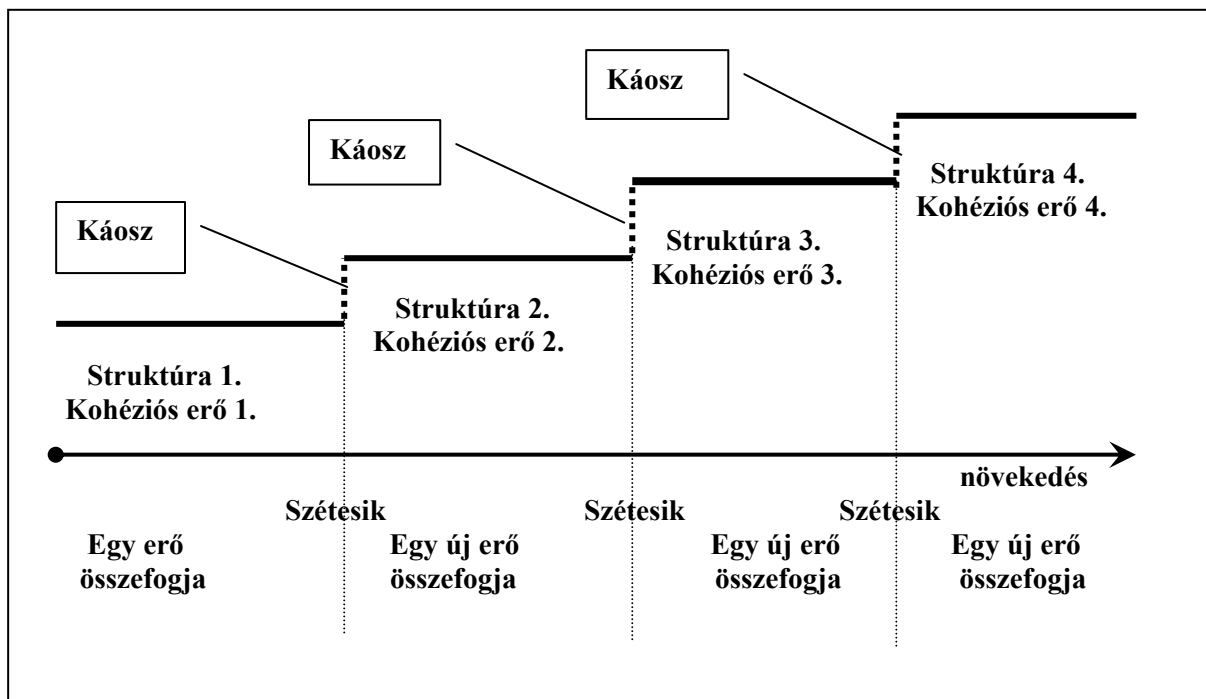 Káosz
Káosz
Káosz
Struktúra 4.
Kohéziós erő 4.
Struktúra 3.
Kohéziós erő 3.
Struktúra 2.
Kohéziós erő 2.
Struktúra 1.
Kohéziós erő 1.
növekedés
Szétesik
Szétesik
Szétesik
Egy erő
összefogja
Egy új erő
összefogja
Egy új erő
összefogja
Egy új erő
összefogja